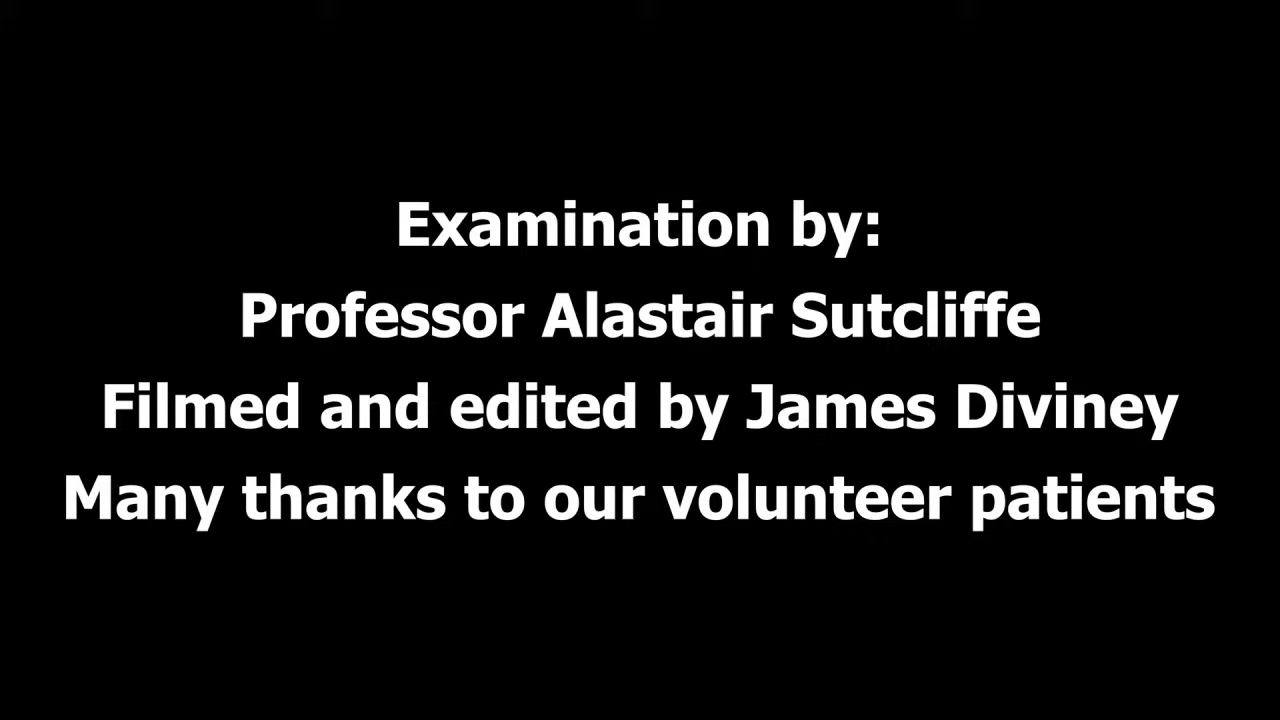 Examination by:
Professor Alastair Sutcliffe
Filmed and edited by James Diviney
Many thanks to our volunteer patients